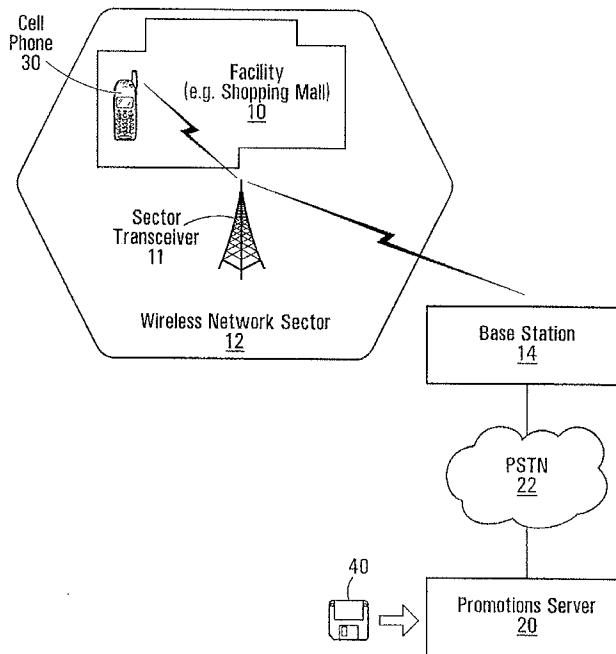 Cell
Phone
30
Facility
(e.g. Shopping Mall)
10
Sector
Transceiver
11
Wireless Network Sector
12
Base Station
14
PSTN
22
40
Promotions Server
20